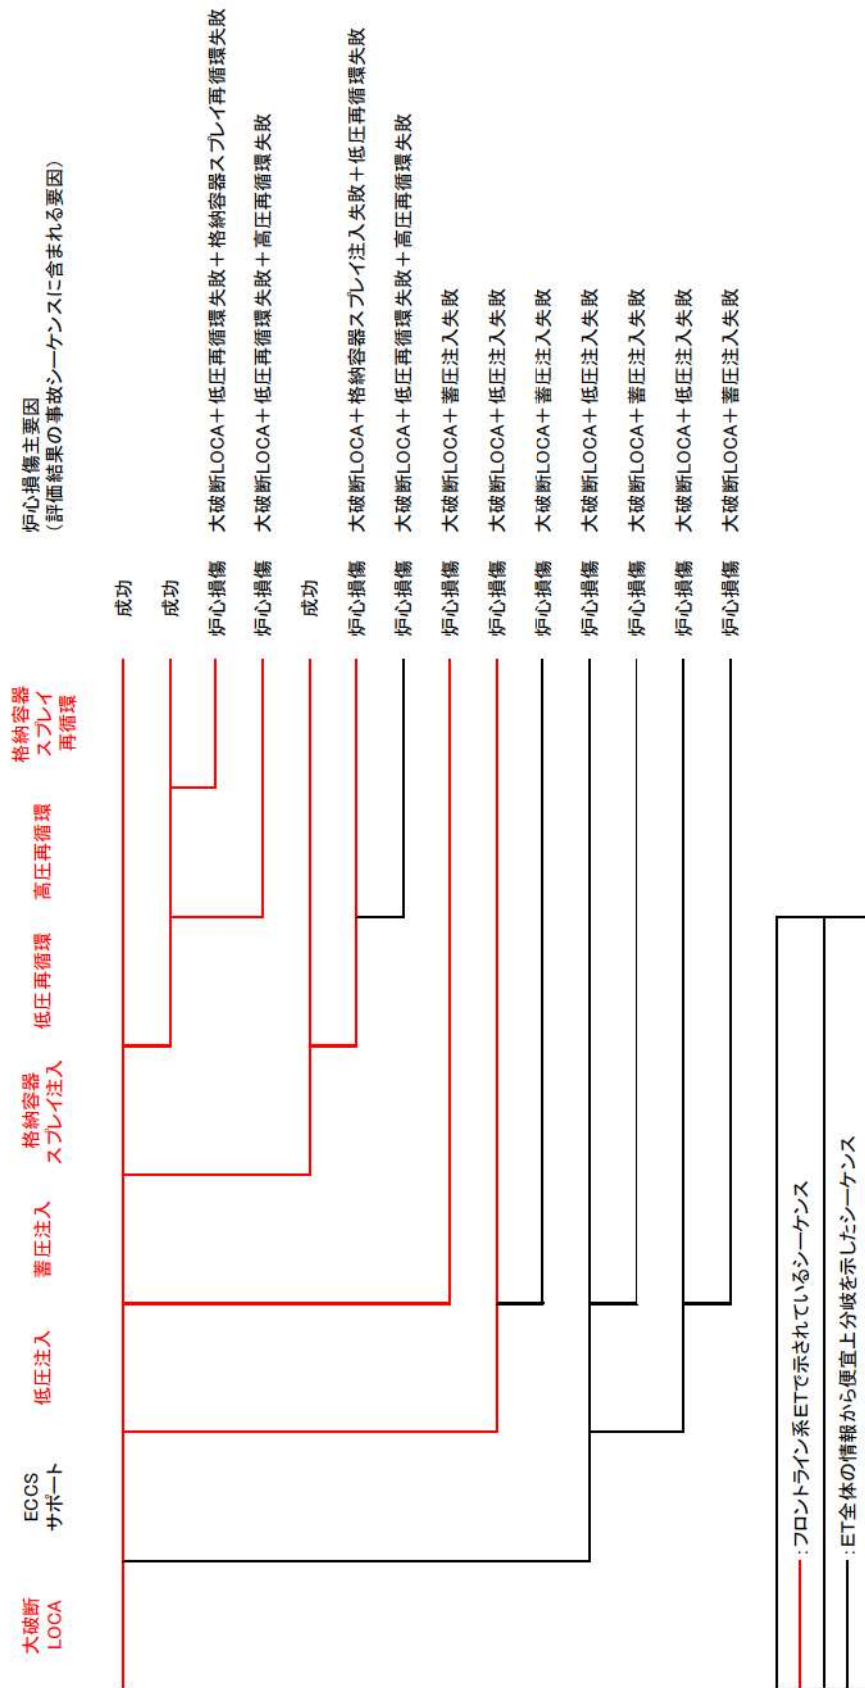 大破断
LOCA
ECCS
サポート
低圧注入
蓄圧注入
格納容器
スプレイ注入
低圧再循環
高圧再循環
格納容器
スプレイ
再循環
炉心損傷主要因
(評価結果の事故シーケンスに含まれる要因)
成功
成功
炉心損傷 大破断LOCA+低圧再循環失敗+格納容器スプレイ再循環失敗
炉心損傷 大破断LOCA+低圧再循環失敗+高圧再循環失敗
成功
炉心損傷 大破断LOCA+格納容器スプレイ注入失敗+低圧再循環失敗
炉心損傷 大破断LOCA+低圧再循環失敗+高圧再循環失敗
炉心損傷 大破断LOCA+蓄圧注入失敗
炉心損傷 大破断LOCA+低圧注入失敗
炉心損傷 大破断LOCA+蓄圧注入失敗
炉心損傷 大破断LOCA+低圧注入失敗
炉心損傷 大破断LOCA+蓄圧注入失敗
炉心損傷 大破断LOCA+低圧注入失敗
炉心損傷 大破断LOCA+蓄圧注入失敗
:フロントライン系ETで示されているシーケンス
:ET全体の情報から便宜上分岐を示したシーケンス